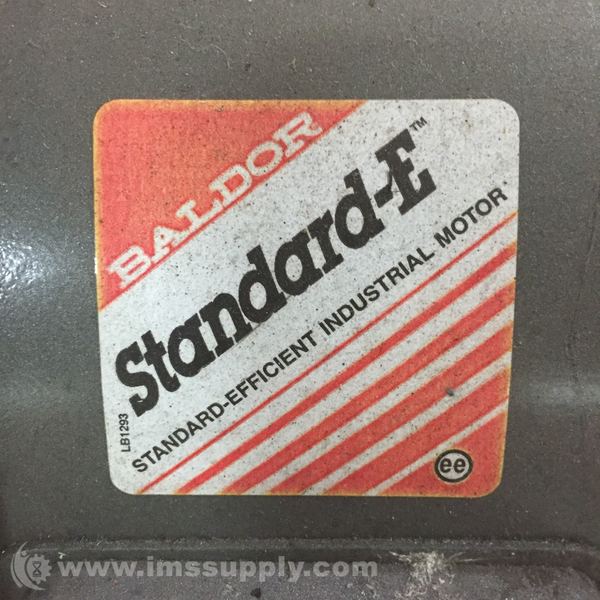 BALDOR
Standard-E™
STANDARD-EFFICIENT INDUSTRIAL MOTOR
LB1293
ee
www.imssupply.com